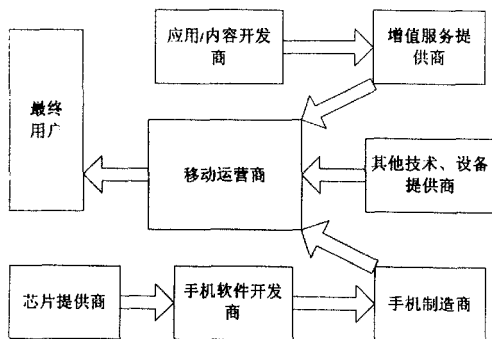 应用/内容开发
商
增值服务提
供商
最终
用户
移动运营商
其他技术、设备
提供商
芯片提供商
手机软件开发
商
手机制造商